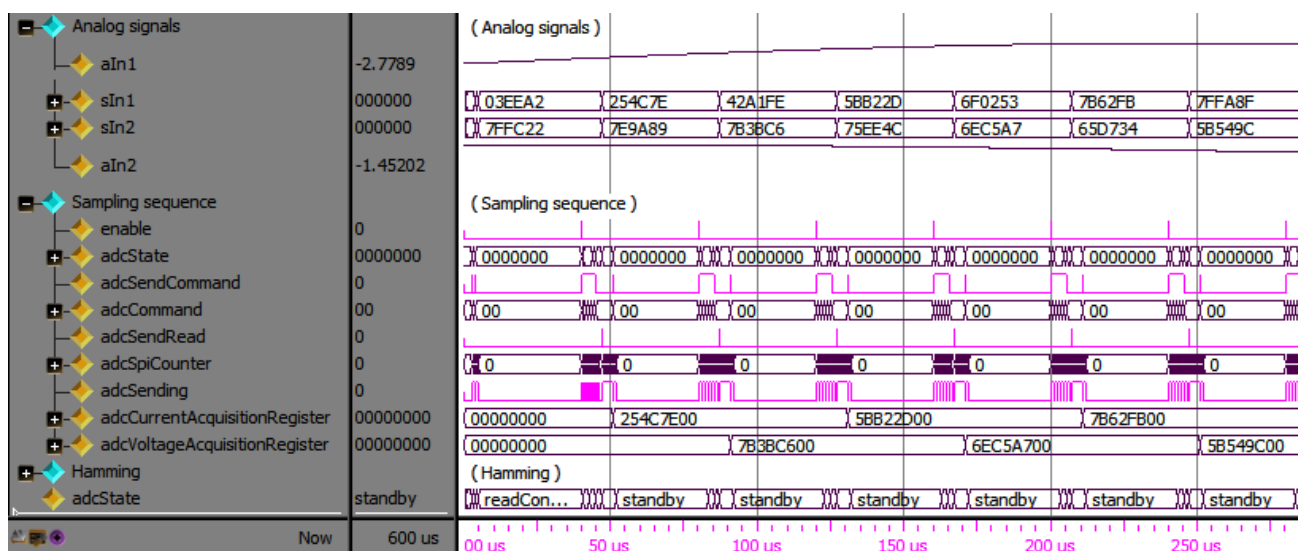 Analog signals ( Analog signals )
aIn1 -2.7789
sIn1 000000 03EEA2 254C7E 42A1FE 5BB22D 6F0253 7B62FB 7FFA8F
sIn2 000000 7FFC22 7E9A89 7B3BC6 75EE4C 6EC5A7 65D734 5B549C
aIn2 -1.45202
Sampling sequence ( Sampling sequence )
enable 0
adcState 0000000 0000000 0000000 0000000 0000000 0000000 0000000 0000000
adcSendCommand 0
adcCommand 00 00 00 00 00 00 00 00
adcSendRead 0
adcSpiCounter 0 0 0 0 0 0 0 0
adcSending 0
adcCurrentAcquisitionRegister 00000000 00000000 254C7E00 5BB22D00 7B62FB00
adcVoltageAcquisitionRegister 00000000 00000000 7B3BC600 6EC5A700 5B549C00
Hamming ( Hamming )
adcState standby readCon... standby standby standby standby standby standby
Now 600 us 00 us 50 us 100 us 150 us 200 us 250 us